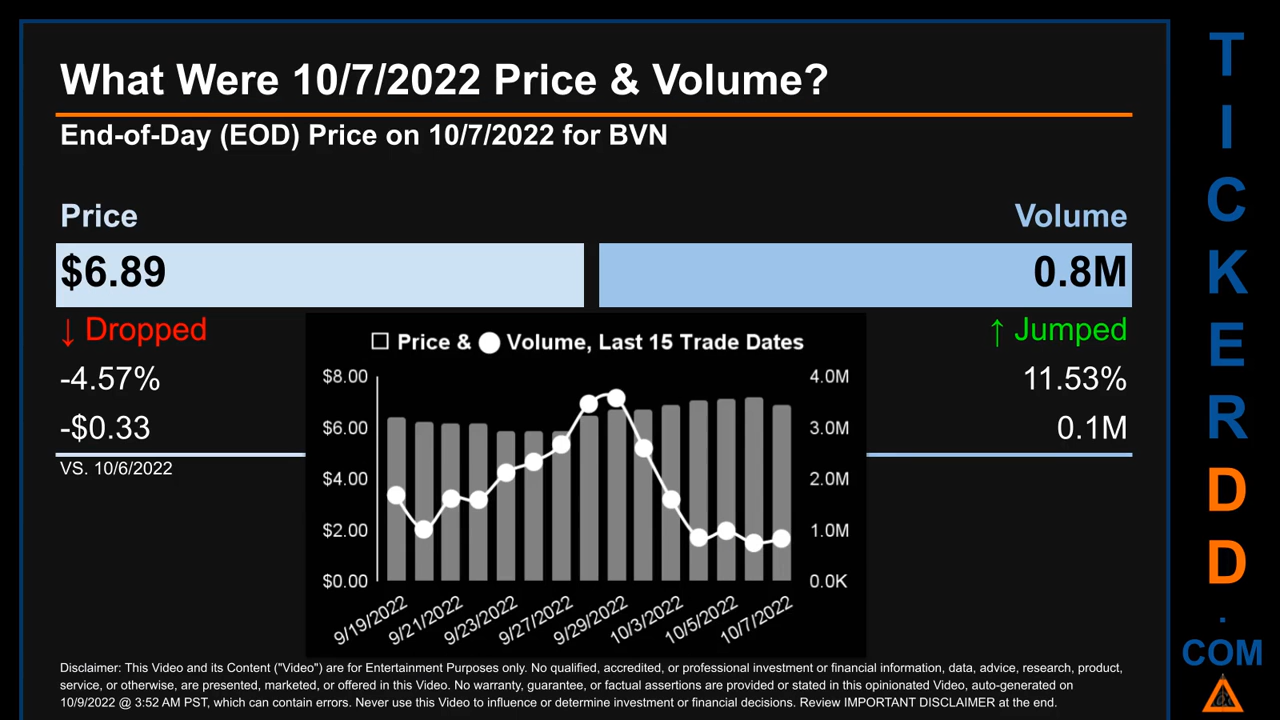 What Were 10/7/2022 Price & Volume?
End-of-Day (EOD) Price on 10/7/2022 for BVN
Price
Volume
$6.89
0.8M
↓ Dropped
↑ Jumped
-4.57%
11.53%
-$0.33
0.1M
VS. 10/6/2022
Price & Volume, Last 15 Trade Dates
$8.00
4.0M
$6.00
3.0M
$4.00
2.0M
$2.00
1.0M
$0.00
0.0K
9/19/2022
9/21/2022
9/23/2022
9/27/2022
9/29/2022
10/3/2022
10/5/2022
10/7/2022
Disclaimer: This Video and its Content ("Video") are for Entertainment Purposes only. No qualified, accredited, or professional investment or financial information, data, advice, research, product,
service, or otherwise, are presented, marketed, or offered in this Video. No warranty, guarantee, or factual assertions are provided or stated in this opinionated Video, auto-generated on
10/9/2022 @ 3:52 AM PST, which can contain errors. Never use this Video to influence or determine investment or financial decisions. Review IMPORTANT DISCLAIMER at the end.
T
I
C
K
E
R
D
D
.
COM